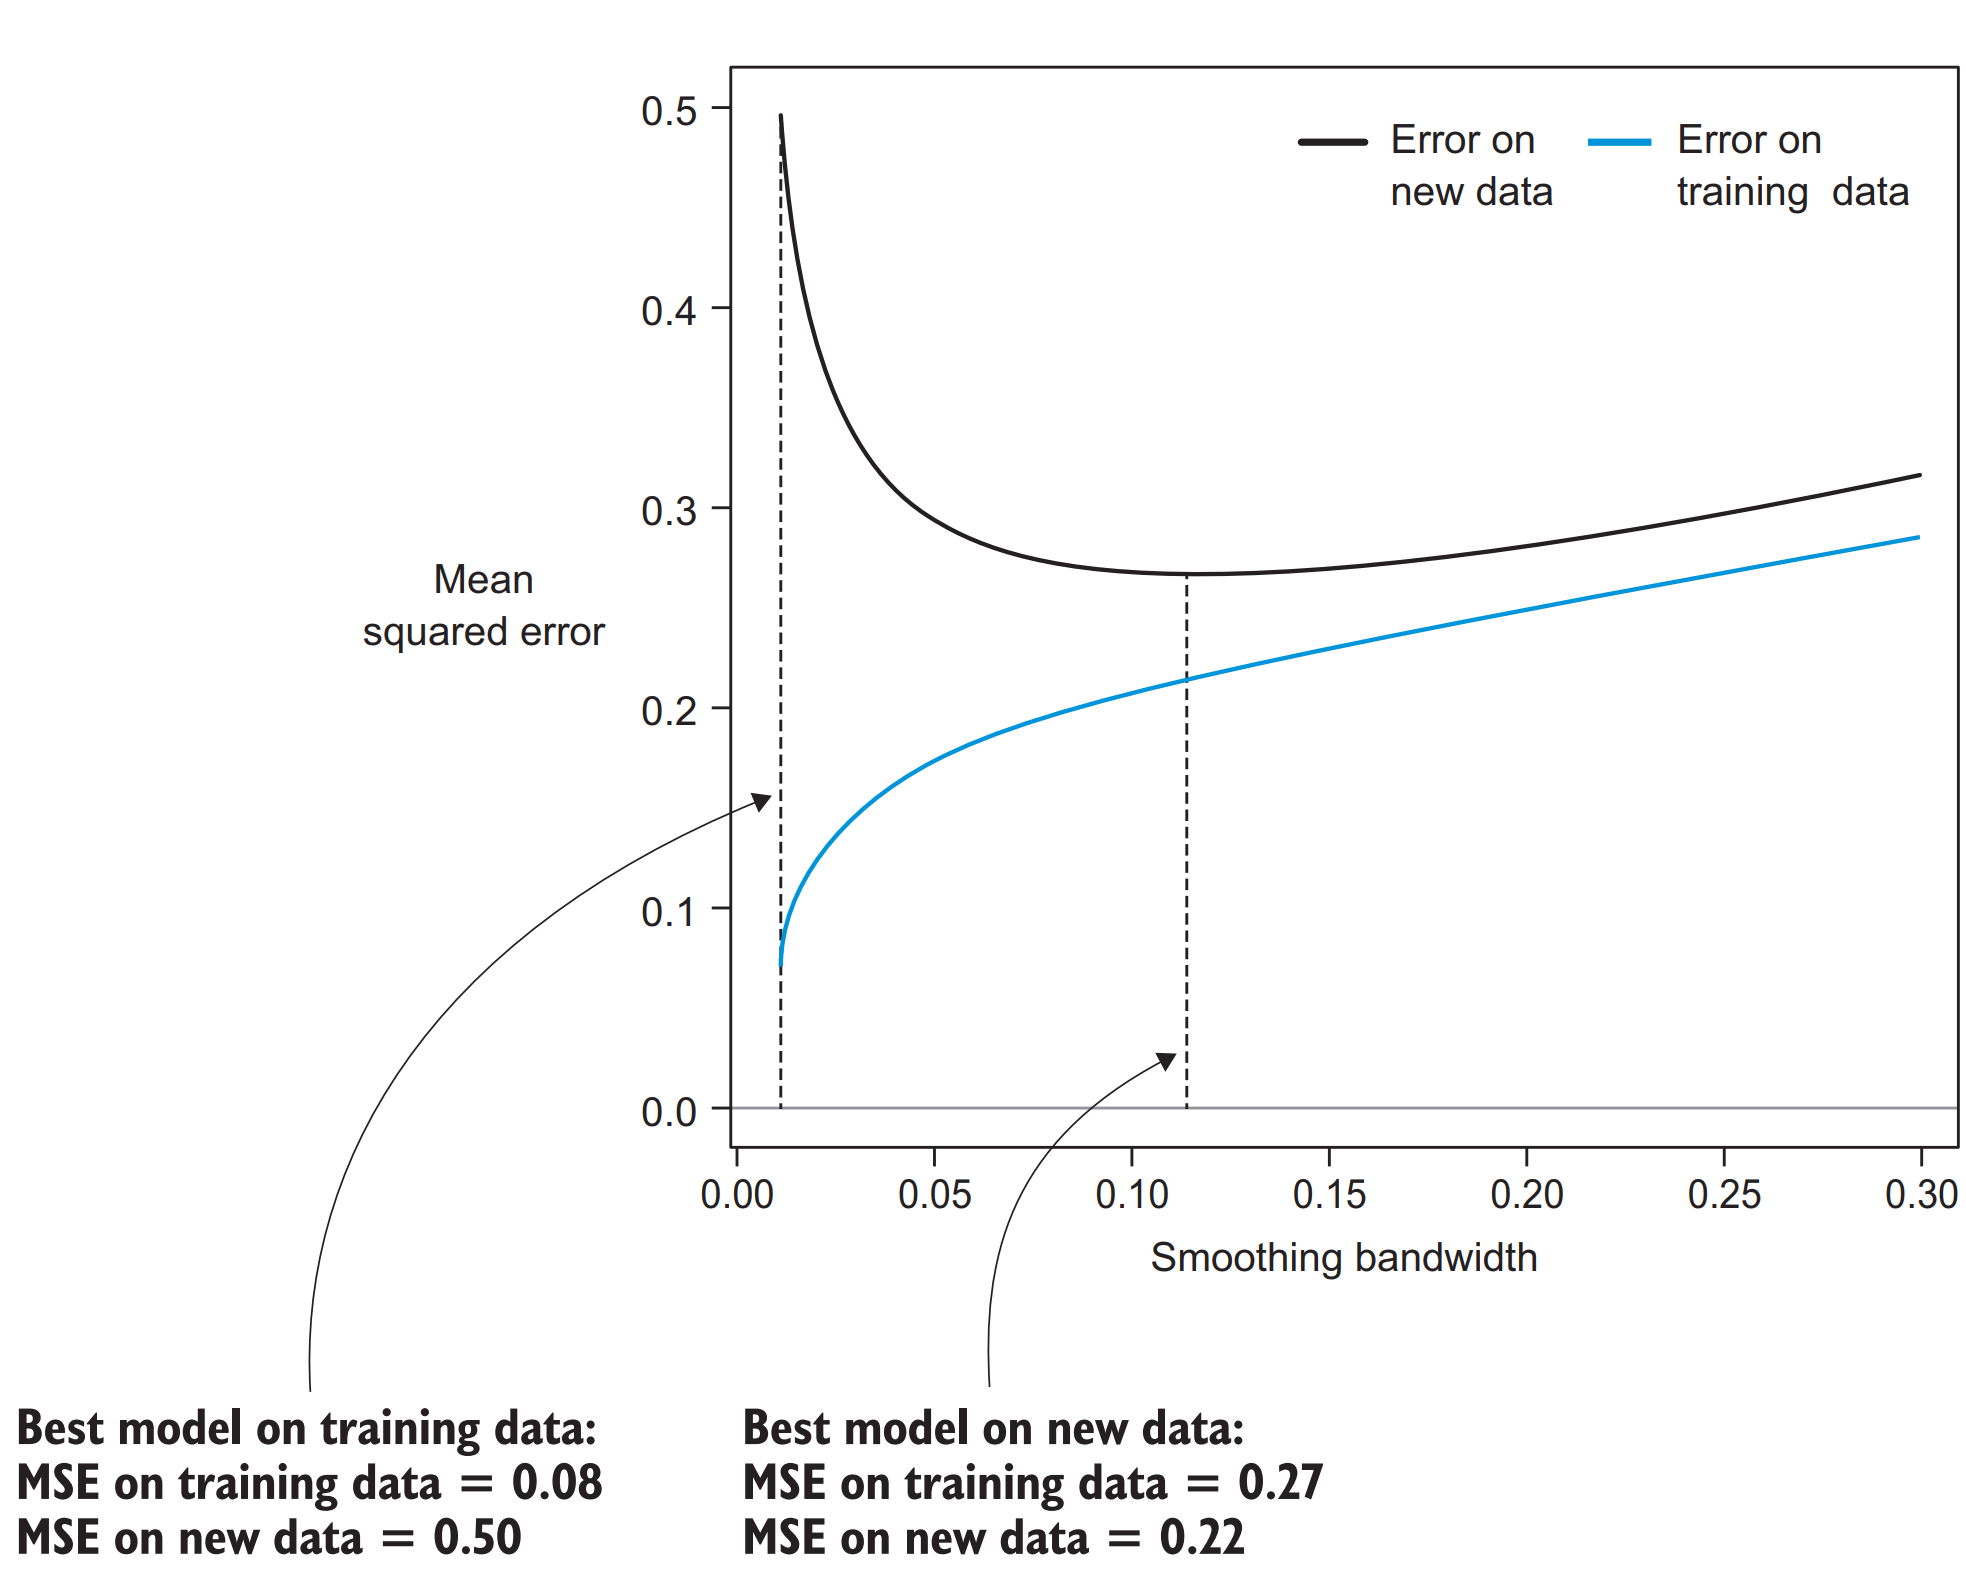 0.5
Error on
new data
Error on
training data
0.4
0.3
Mean
squared error
0.2
0.1
0.0
0.00 0.05 0.10 0.15 0.20 0.25 0.30
Smoothing bandwidth
Best model on training data:
MSE on training data = 0.08
MSE on new data = 0.50
Best model on new data:
MSE on training data = 0.27
MSE on new data = 0.22